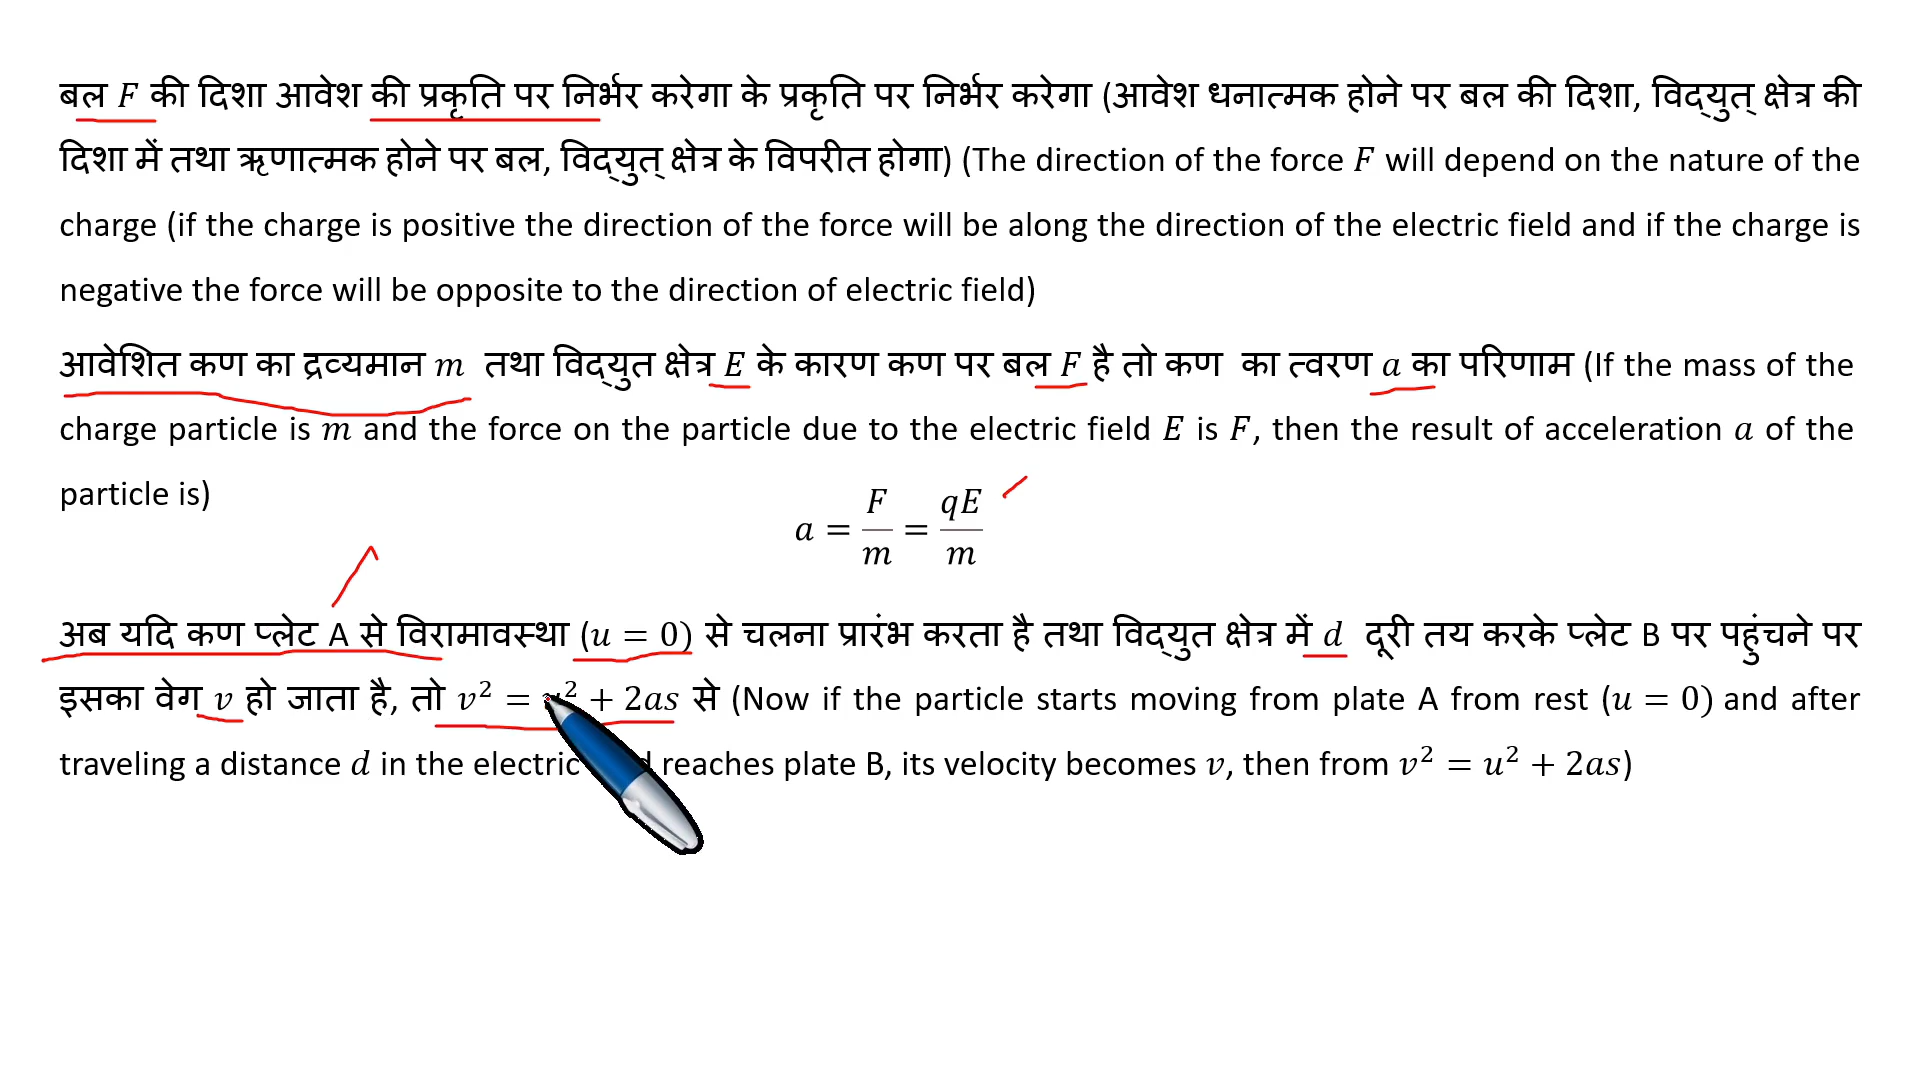 बल F की दिशा आवेश की प्रकृति पर निर्भर करेगा के प्रकृति पर निर्भर करेगा (आवेश धनात्मक होने पर बल की दिशा, विद्युत् क्षेत्र की
दिशा में तथा ऋणात्मक होने पर बल, विद्युत् क्षेत्र के विपरीत होगा) (The direction of the force F will depend on the nature of the
charge (if the charge is positive the direction of the force will be along the direction of the electric field and if the charge is
negative the force will be opposite to the direction of electric field)
आवेशित कण का द्रव्यमान m तथा विद्युत क्षेत्र E के कारण कण पर बल F है तो कण का त्वरण a का परिणाम (If the mass of the
charge particle is m and the force on the particle due to the electric field E is F, then the result of acceleration a of the
particle is)
a = F/m = qE/m
अब यदि कण प्लेट A से विरामावस्था (u = 0) से चलना प्रारंभ करता है तथा विद्युत क्षेत्र में d दूरी तय करके प्लेट B पर पहुंचने पर
इसका वेग v हो जाता है, तो v² = u² + 2as से (Now if the particle starts moving from plate A from rest (u = 0) and after
traveling a distance d in the electric reaches plate B, its velocity becomes v, then from v² = u² + 2as)